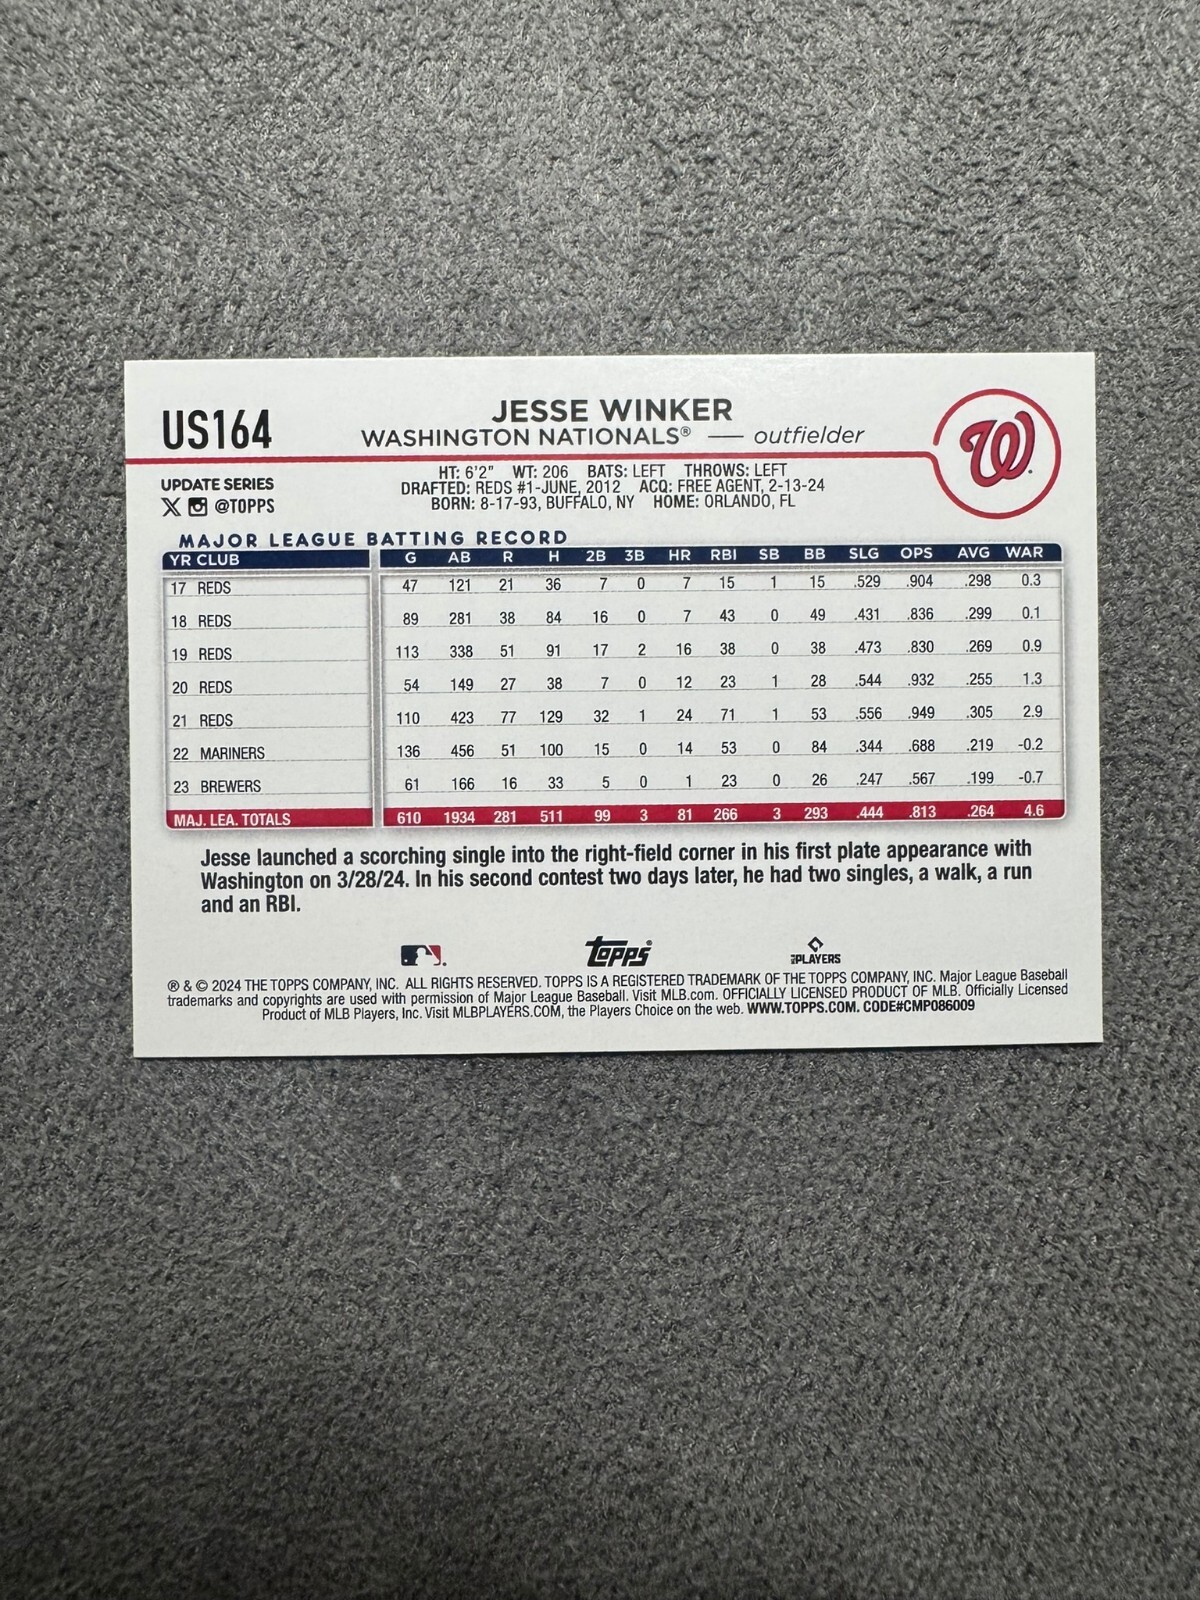 US164
JESSE WINKER
WASHINGTON NATIONALS® — outfielder
W
UPDATE SERIES
@TOPPS
HT: 6'2" WT: 206 BATS: LEFT THROWS: LEFT
DRAFTED: REDS #1-JUNE, 2012 ACQ: FREE AGENT, 2-13-24
BORN: 8-17-93, BUFFALO, NY HOME: ORLANDO, FL
MAJOR LEAGUE BATTING RECORD
YR CLUB G AB R H 2B 3B HR RBI SB BB SLG OPS AVG WAR
17 REDS 47 121 21 36 7 0 7 15 1 15 .529 .904 .298 0.3
18 REDS 89 281 38 84 16 0 7 43 0 49 .431 .836 .299 0.1
19 REDS 113 338 51 91 17 2 16 38 0 38 .473 .830 .269 0.9
20 REDS 54 149 27 38 7 0 12 23 1 28 .544 .932 .255 1.3
21 REDS 110 423 77 129 32 1 24 71 1 53 .556 .949 .305 2.9
22 MARINERS 136 456 51 100 15 0 14 53 0 84 .344 .688 .219 -0.2
23 BREWERS 61 166 16 33 5 0 1 23 0 26 .247 .567 .199 -0.7
MAJ. LEA. TOTALS 610 1934 281 511 99 3 81 266 3 293 .444 .813 .264 4.6
Jesse launched a scorching single into the right-field corner in his first plate appearance with
Washington on 3/28/24. In his second contest two days later, he had two singles, a walk, a run
and an RBI.
Topps®
MLB PLAYERS
® & © 2024 THE TOPPS COMPANY, INC. ALL RIGHTS RESERVED. TOPPS IS A REGISTERED TRADEMARK OF THE TOPPS COMPANY, INC. Major League Baseball
trademarks and copyrights are used with permission of Major League Baseball. Visit MLB.com. OFFICIALLY LICENSED PRODUCT OF MLB. Officially Licensed
Product of MLB Players, Inc. Visit MLBPLAYERS.COM, the Players Choice on the web. WWW.TOPPS.COM. CODE#CMP086009